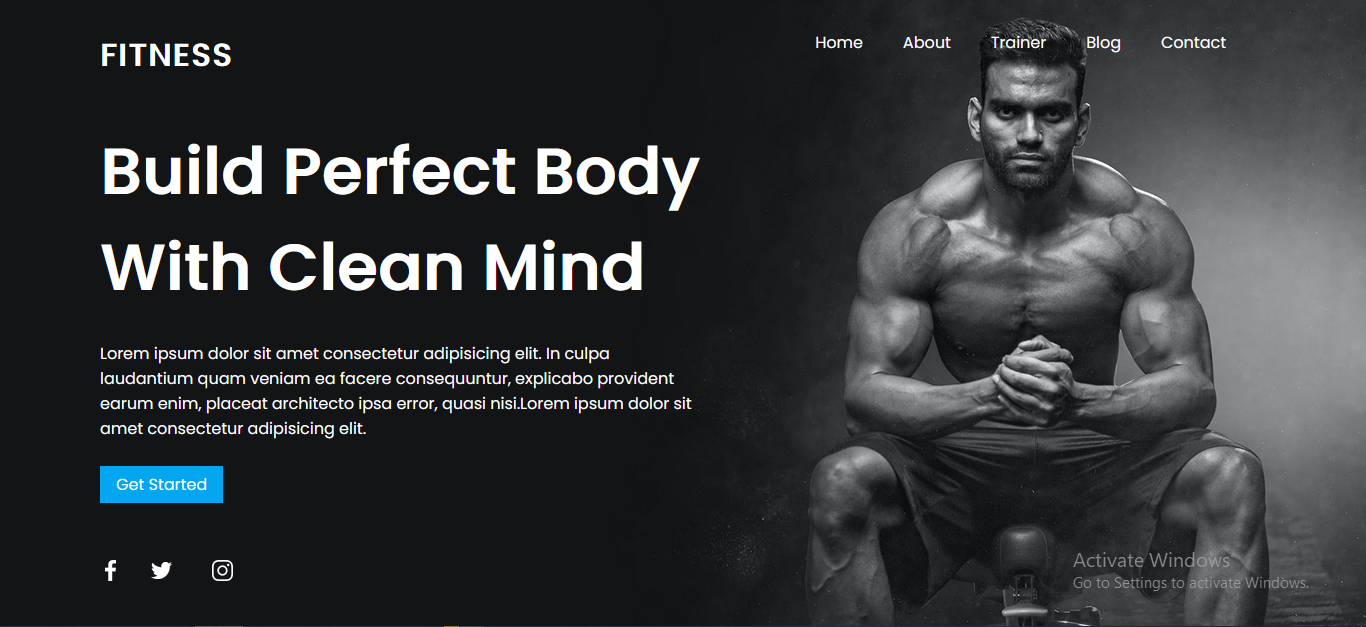 FITNESS
Home About Trainer Blog Contact
Build Perfect Body
With Clean Mind
Lorem ipsum dolor sit amet consectetur adipisicing elit. In culpa
laudantium quam veniam ea facere consequuntur, explicabo provident
earum enim, placeat architecto ipsa error, quasi nisi.Lorem ipsum dolor sit
amet consectetur adipisicing elit.
Get Started
Activate Windows
Go to Settings to activate Windows.